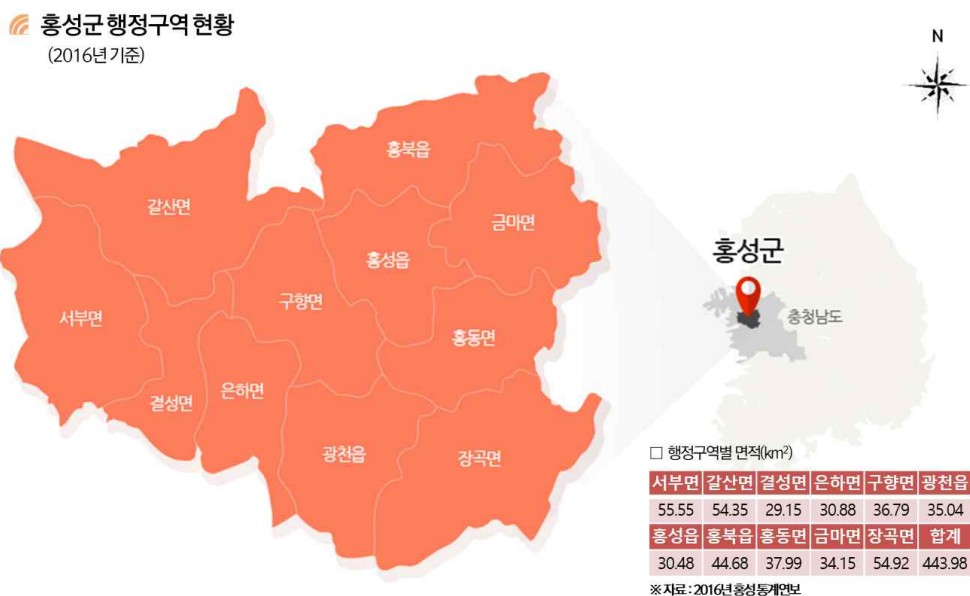 홍성군 행정구역 현황
(2016년 기준)
N
홍북읍
갈산면
금마면
홍성읍
홍성군
구항면
서부면
충청남도
홍동면
은하면
결성면
광천읍
장곡면
□ 행정구역별 면적(km²)
서부면 갈산면 결성면 은하면 구항면 광천읍
55.55 54.35 29.15 30.88 36.79 35.04
홍성읍 홍북읍 홍동면 금마면 장곡면 합계
30.48 44.68 37.99 34.15 54.92 443.98
※ 자료 : 2016년 홍성통계연보